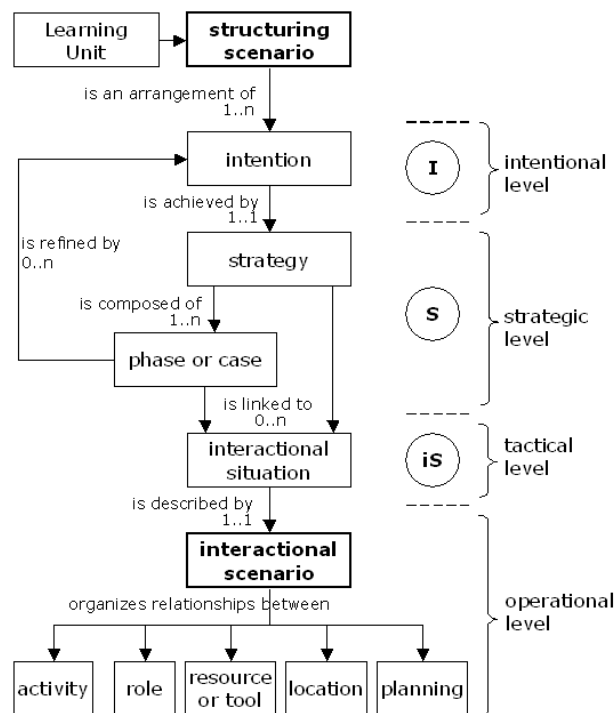 Learning
Unit
structuring
scenario
is an arrangement of
1..n
intention
I
intentional
level
is achieved by
1..1
is refined by
0..n
strategy
is composed of
1..n
S
strategic
level
phase or case
is linked to
0..n
interactional
situation
iS
tactical
level
is described by
1..1
interactional
scenario
organizes relationships between
operational
level
activity
role
resource
or tool
location
planning